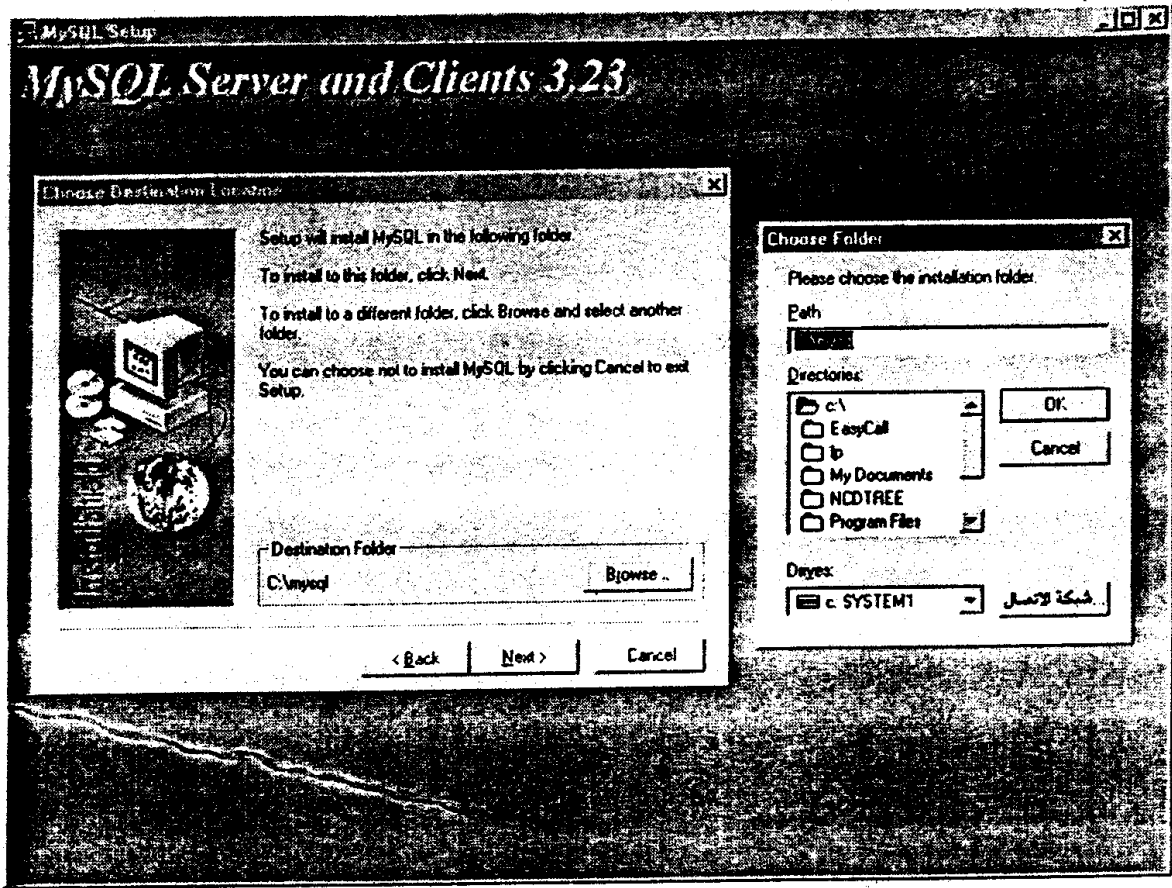 MySQL Setup
MySQL Server and Clients 3.23
Choose Destination Location
Setup will install MySQL in the following folder.
To install to this folder, click Next.
To install to a different folder, click Browse and select another
folder.
You can choose not to install MySQL by clicking Cancel to exit
Setup.
Destination Folder
C:\mysql
Browse ..
< Back
Next >
Cancel
Choose Folder
Please choose the installation folder.
Path
Directories:
c:\
EasyCall
My Documents
NCDTREE
Program Files
OK
Cancel
Drives:
c: SYSTEM1
شبكة لاتصال...